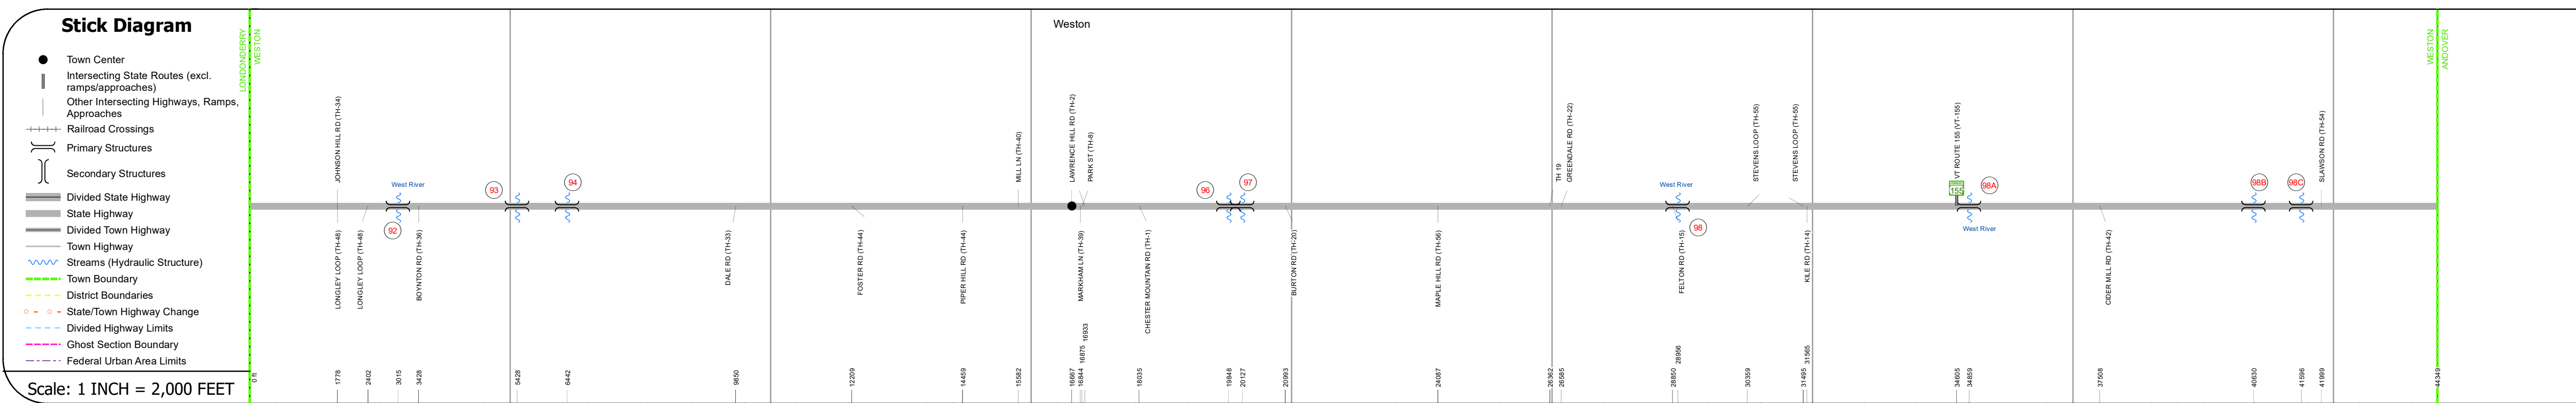 Stick Diagram
Town Center
Intersecting State Routes (excl.
ramps/approaches)
Other Intersecting Highways, Ramps,
Approaches
Railroad Crossings
Primary Structures
Secondary Structures
Divided State Highway
State Highway
Divided Town Highway
Town Highway
Streams (Hydraulic Structure)
Town Boundary
District Boundaries
State/Town Highway Change
Divided Highway Limits
Ghost Section Boundary
Federal Urban Area Limits
Scale: 1 INCH = 2,000 FEET
LONDONDERRY
WESTON
Weston
WESTON
ANDOVER
JOHNSON HILL RD (TH-34)
MILL LN (TH-40)
LAWRENCE HILL RD (TH-2)
PARK ST (TH-8)
TH 19
GREENDALE RD (TH-22)
STEVENS LOOP (TH-55)
STEVENS LOOP (TH-55)
VT ROUTE 155 (VT-155)
SLAWSON RD (TH-54)
West River
92
93
94
96
97
West River
98
155
98A
West River
98B
98C
LONGLEY LOOP (TH-48)
LONGLEY LOOP (TH-48)
BOYNTON RD (TH-36)
DALE RD (TH-33)
FOSTER RD (TH-44)
PIPER HILL RD (TH-44)
MARKHAM LN (TH-39)
CHESTER MOUNTAIN RD (TH-1)
BURTON RD (TH-20)
MAPLE HILL RD (TH-56)
FELTON RD (TH-15)
KILE RD (TH-14)
CIDER MILL RD (TH-42)
0 ft
1778
2402
3015
3428
5428
6442
9850
12209
14459
15582
16667
16844
16875
16933
18035
19848
20127
20993
24087
26362
26585
28850
28956
30359
31495
31565
34605
34859
37508
40630
41596
41999
44349